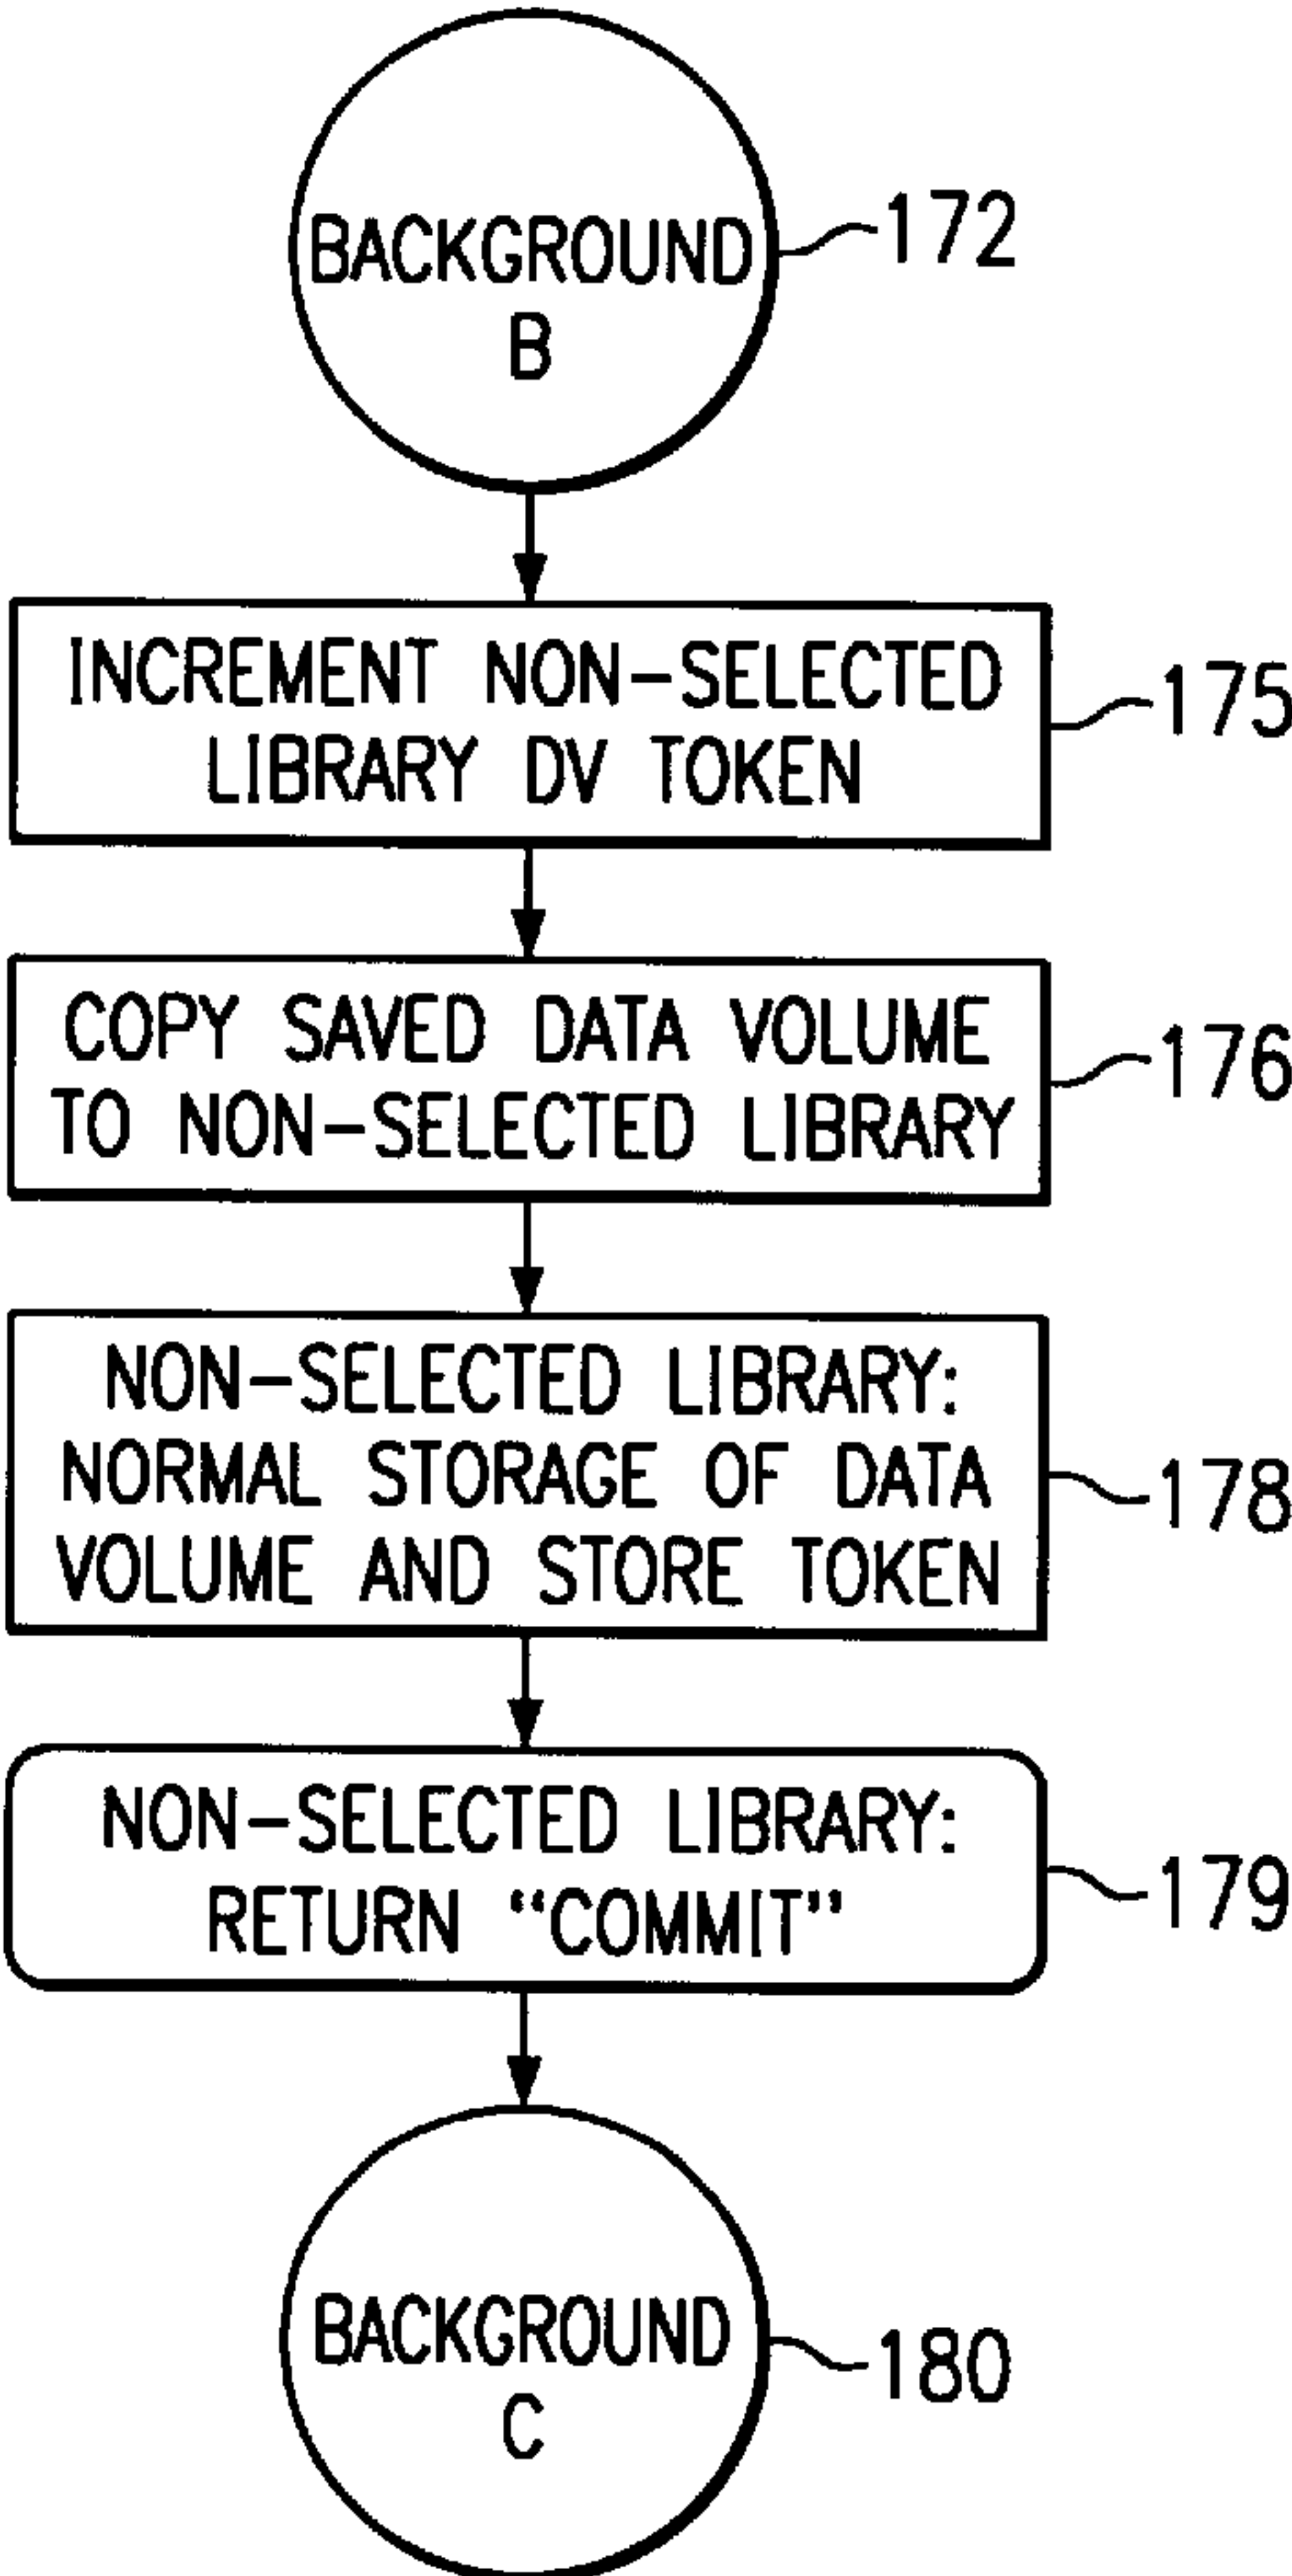 BACKGROUND
B
172
INCREMENT NON-SELECTED
LIBRARY DV TOKEN
175
COPY SAVED DATA VOLUME
TO NON-SELECTED LIBRARY
176
NON-SELECTED LIBRARY:
NORMAL STORAGE OF DATA
VOLUME AND STORE TOKEN
178
NON-SELECTED LIBRARY:
RETURN “COMMIT”
179
BACKGROUND
C
180